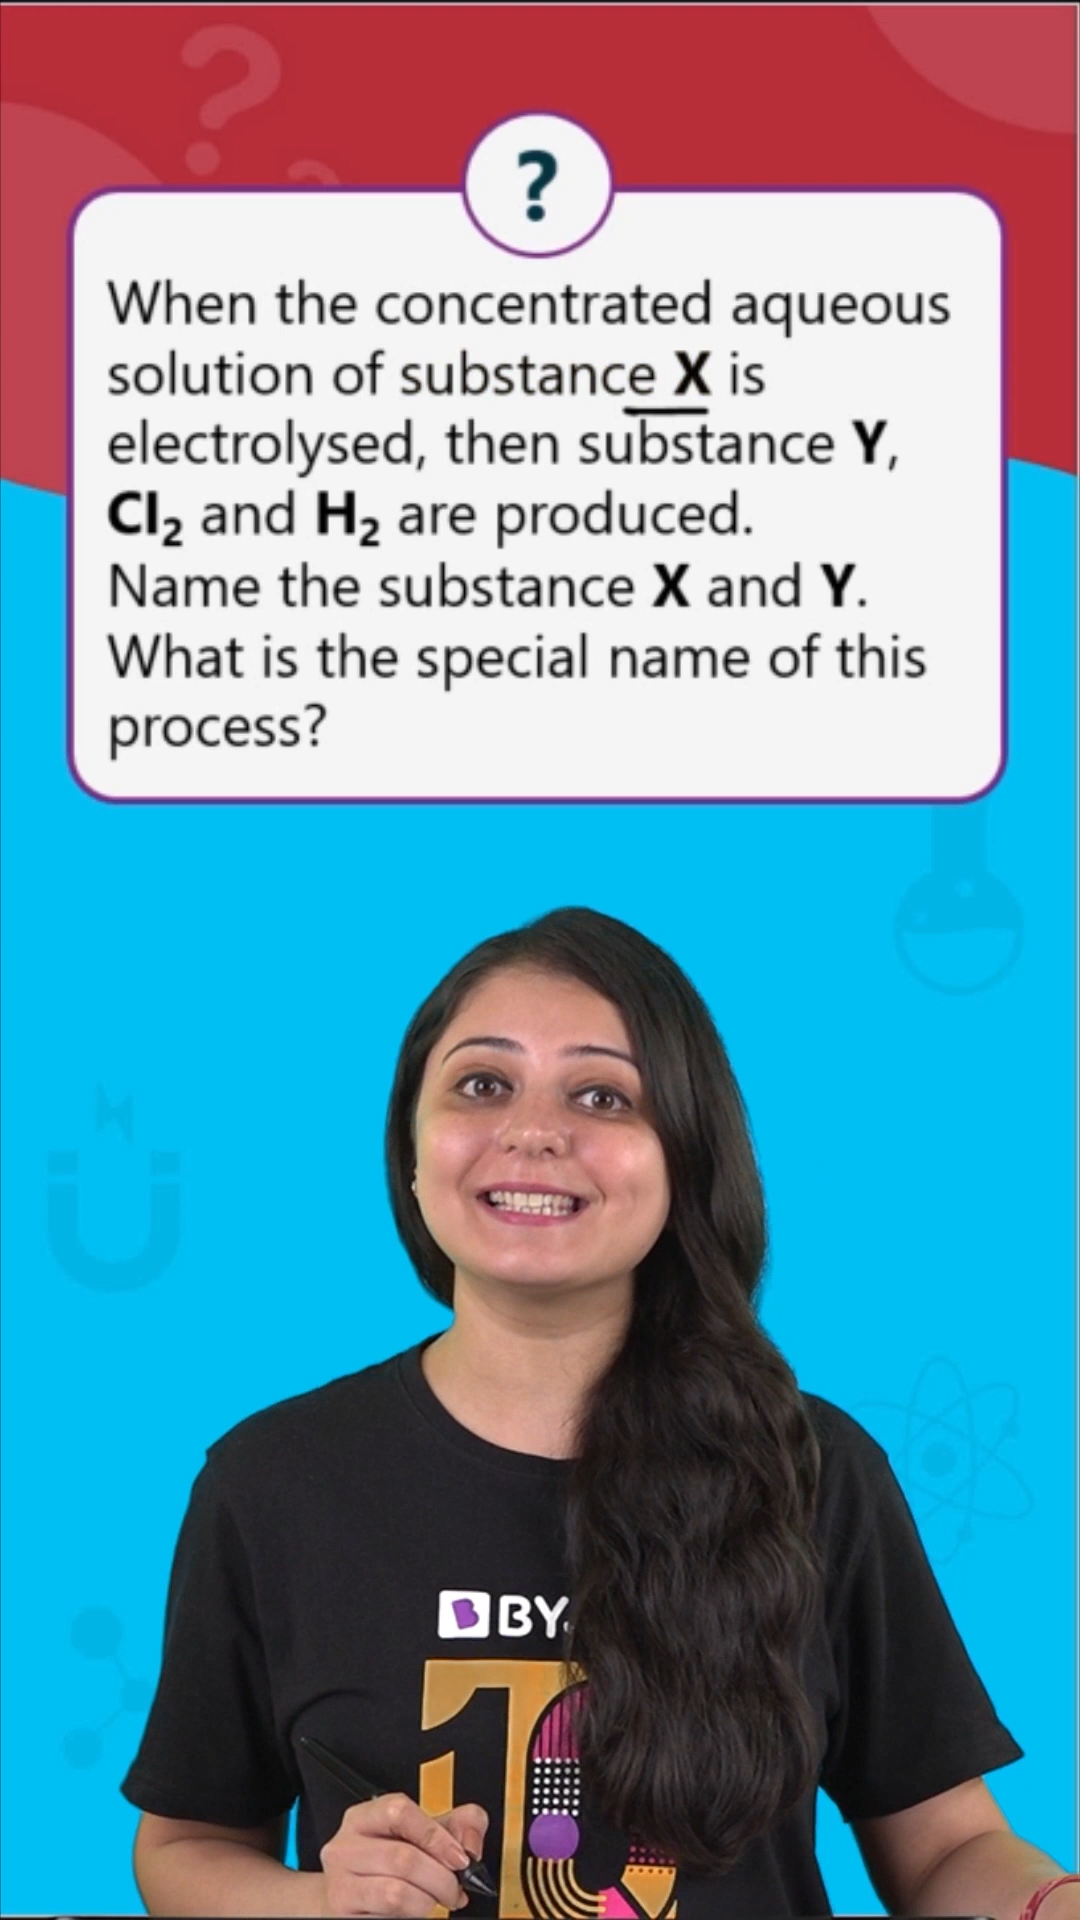 ?
When the concentrated aqueous
solution of substance X is
electrolysed, then substance Y,
Cl₂ and H₂ are produced.
Name the substance X and Y.
What is the special name of this
process?
B BY
10